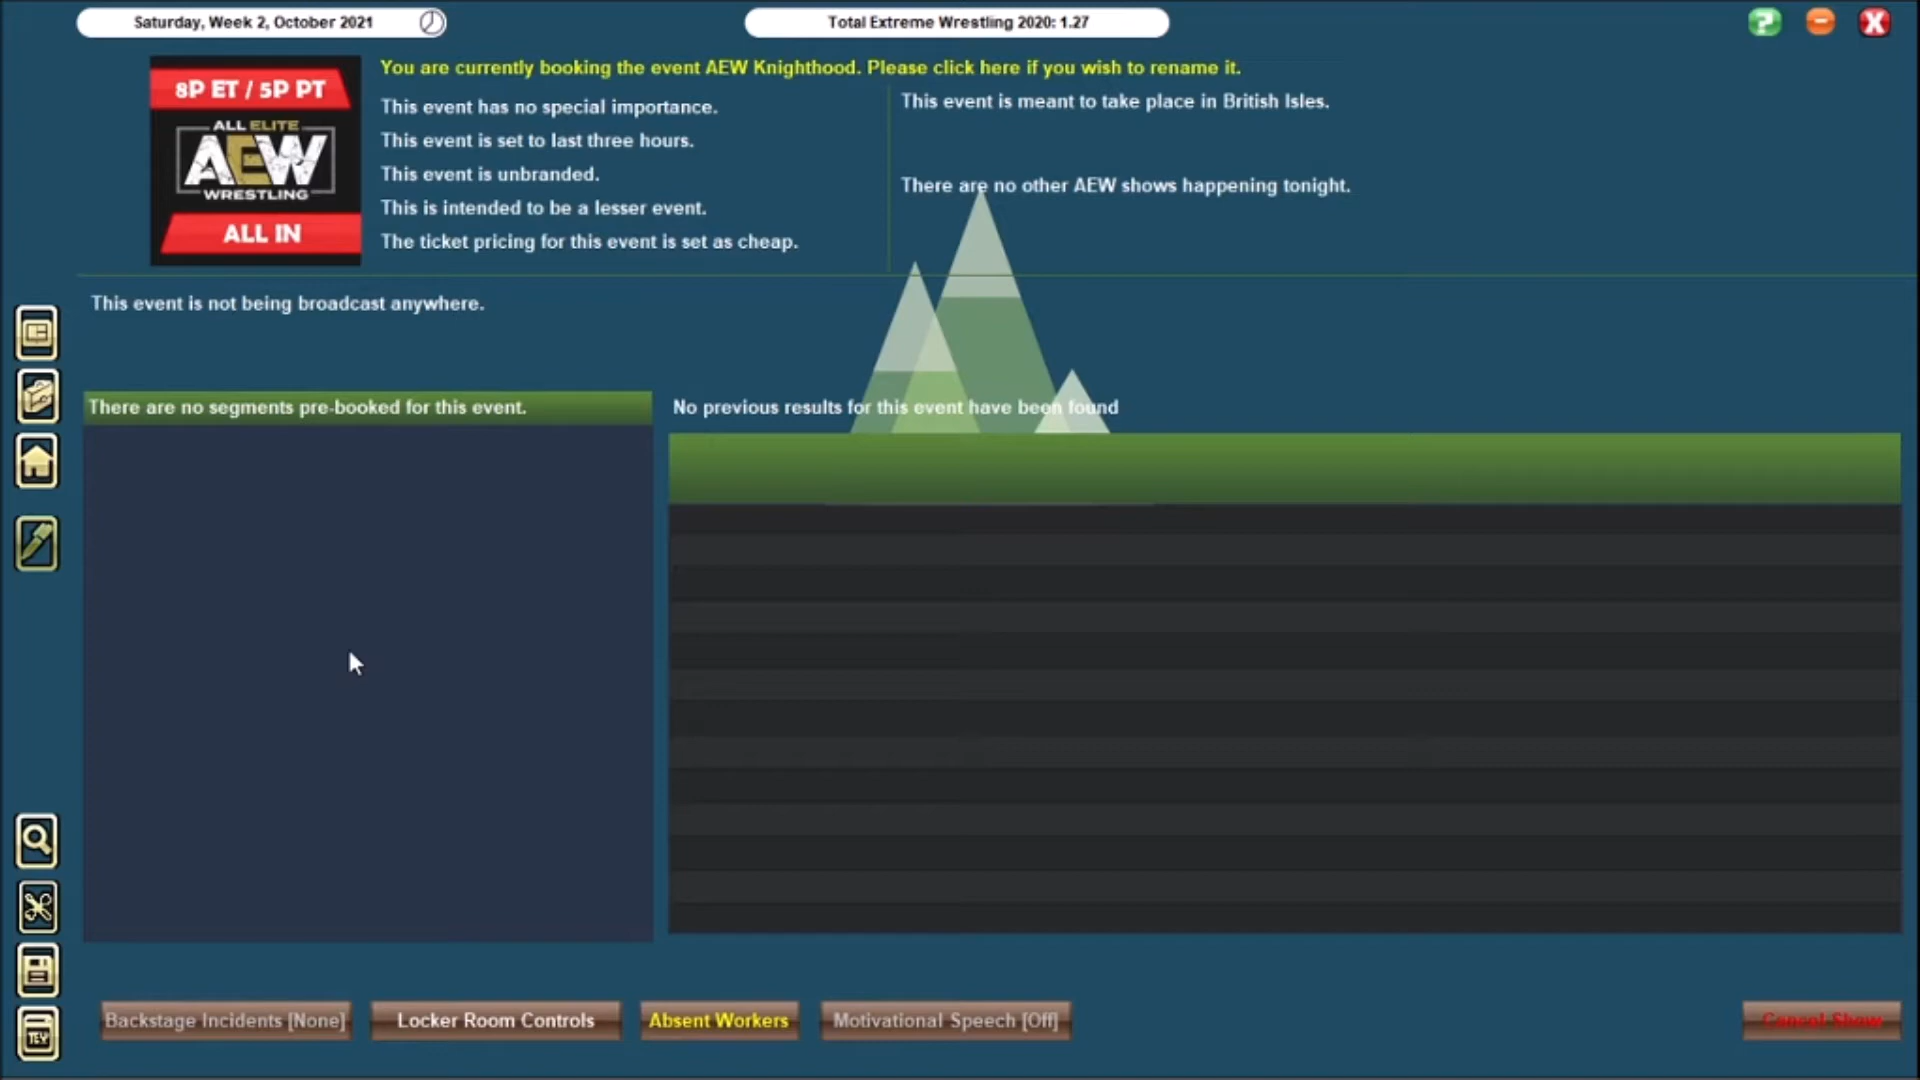 Saturday, Week 2, October 2021
Total Extreme Wrestling 2020: 1.27
8P ET / 5P PT
ALL ELITE
AEW
WRESTLING
ALL IN
You are currently booking the event AEW Knighthood. Please click here if you wish to rename it.
This event has no special importance.
This event is set to last three hours.
This event is unbranded.
This is intended to be a lesser event.
The ticket pricing for this event is set as cheap.
This event is meant to take place in British Isles.
There are no other AEW shows happening tonight.
This event is not being broadcast anywhere.
There are no segments pre-booked for this event.
No previous results for this event have been found
Backstage Incidents [None]
Locker Room Controls
Absent Workers
Motivational Speech [Off]
Cancel Show
TEW